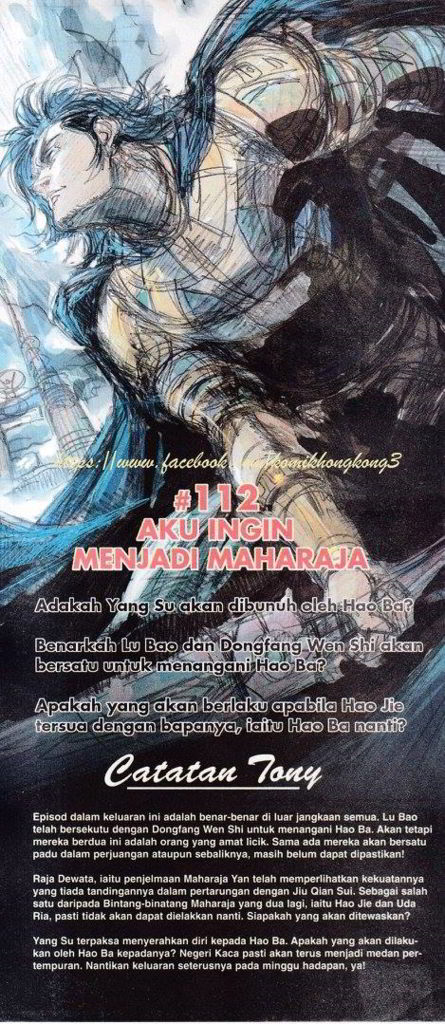 https://www.facebook.com/komikhongkong3
#112
AKU INGIN
MENJADI MAHARAJA
Adakah Yang Su akan dibunuh oleh Hao Ba?
Benarkah Lu Bao dan Dongfang Wen Shi akan
bersatu untuk menangani Hao Ba?
Apakah yang akan berlaku apabila Hao Jie
tersua dengan bapanya, iaitu Hao Ba nanti?
Catatan Tony
Episod dalam keluaran ini adalah benar-benar di luar jangkaan semua. Lu Bao
telah bersekutu dengan Dongfang Wen Shi untuk menangani Hao Ba. Akan tetapi
mereka berdua ini adalah orang yang amat licik. Sama ada mereka akan bersatu
padu dalam perjuangan ataupun sebaliknya, masih belum dapat dipastikan!
Raja Dewata, iaitu penjelmaan Maharaja Yan telah memperlihatkan kekuatannya
yang tiada tandingannya dalam pertarungan dengan Jiu Qian Sui. Sebagai salah
satu daripada Bintang-binatang Maharaja yang dua lagi, iaitu Hao Jie dan Uda
Ria, pasti tidak akan dapat dielakkan nanti. Siapakah yang akan ditewaskan?
Yang Su terpaksa menyerahkan diri kepada Hao Ba. Apakah yang akan dilaku-
kan oleh Hao Ba kepadanya? Negeri Kaca pasti akan terus menjadi medan per-
tempuran. Nantikan keluaran seterusnya pada minggu hadapan, ya!